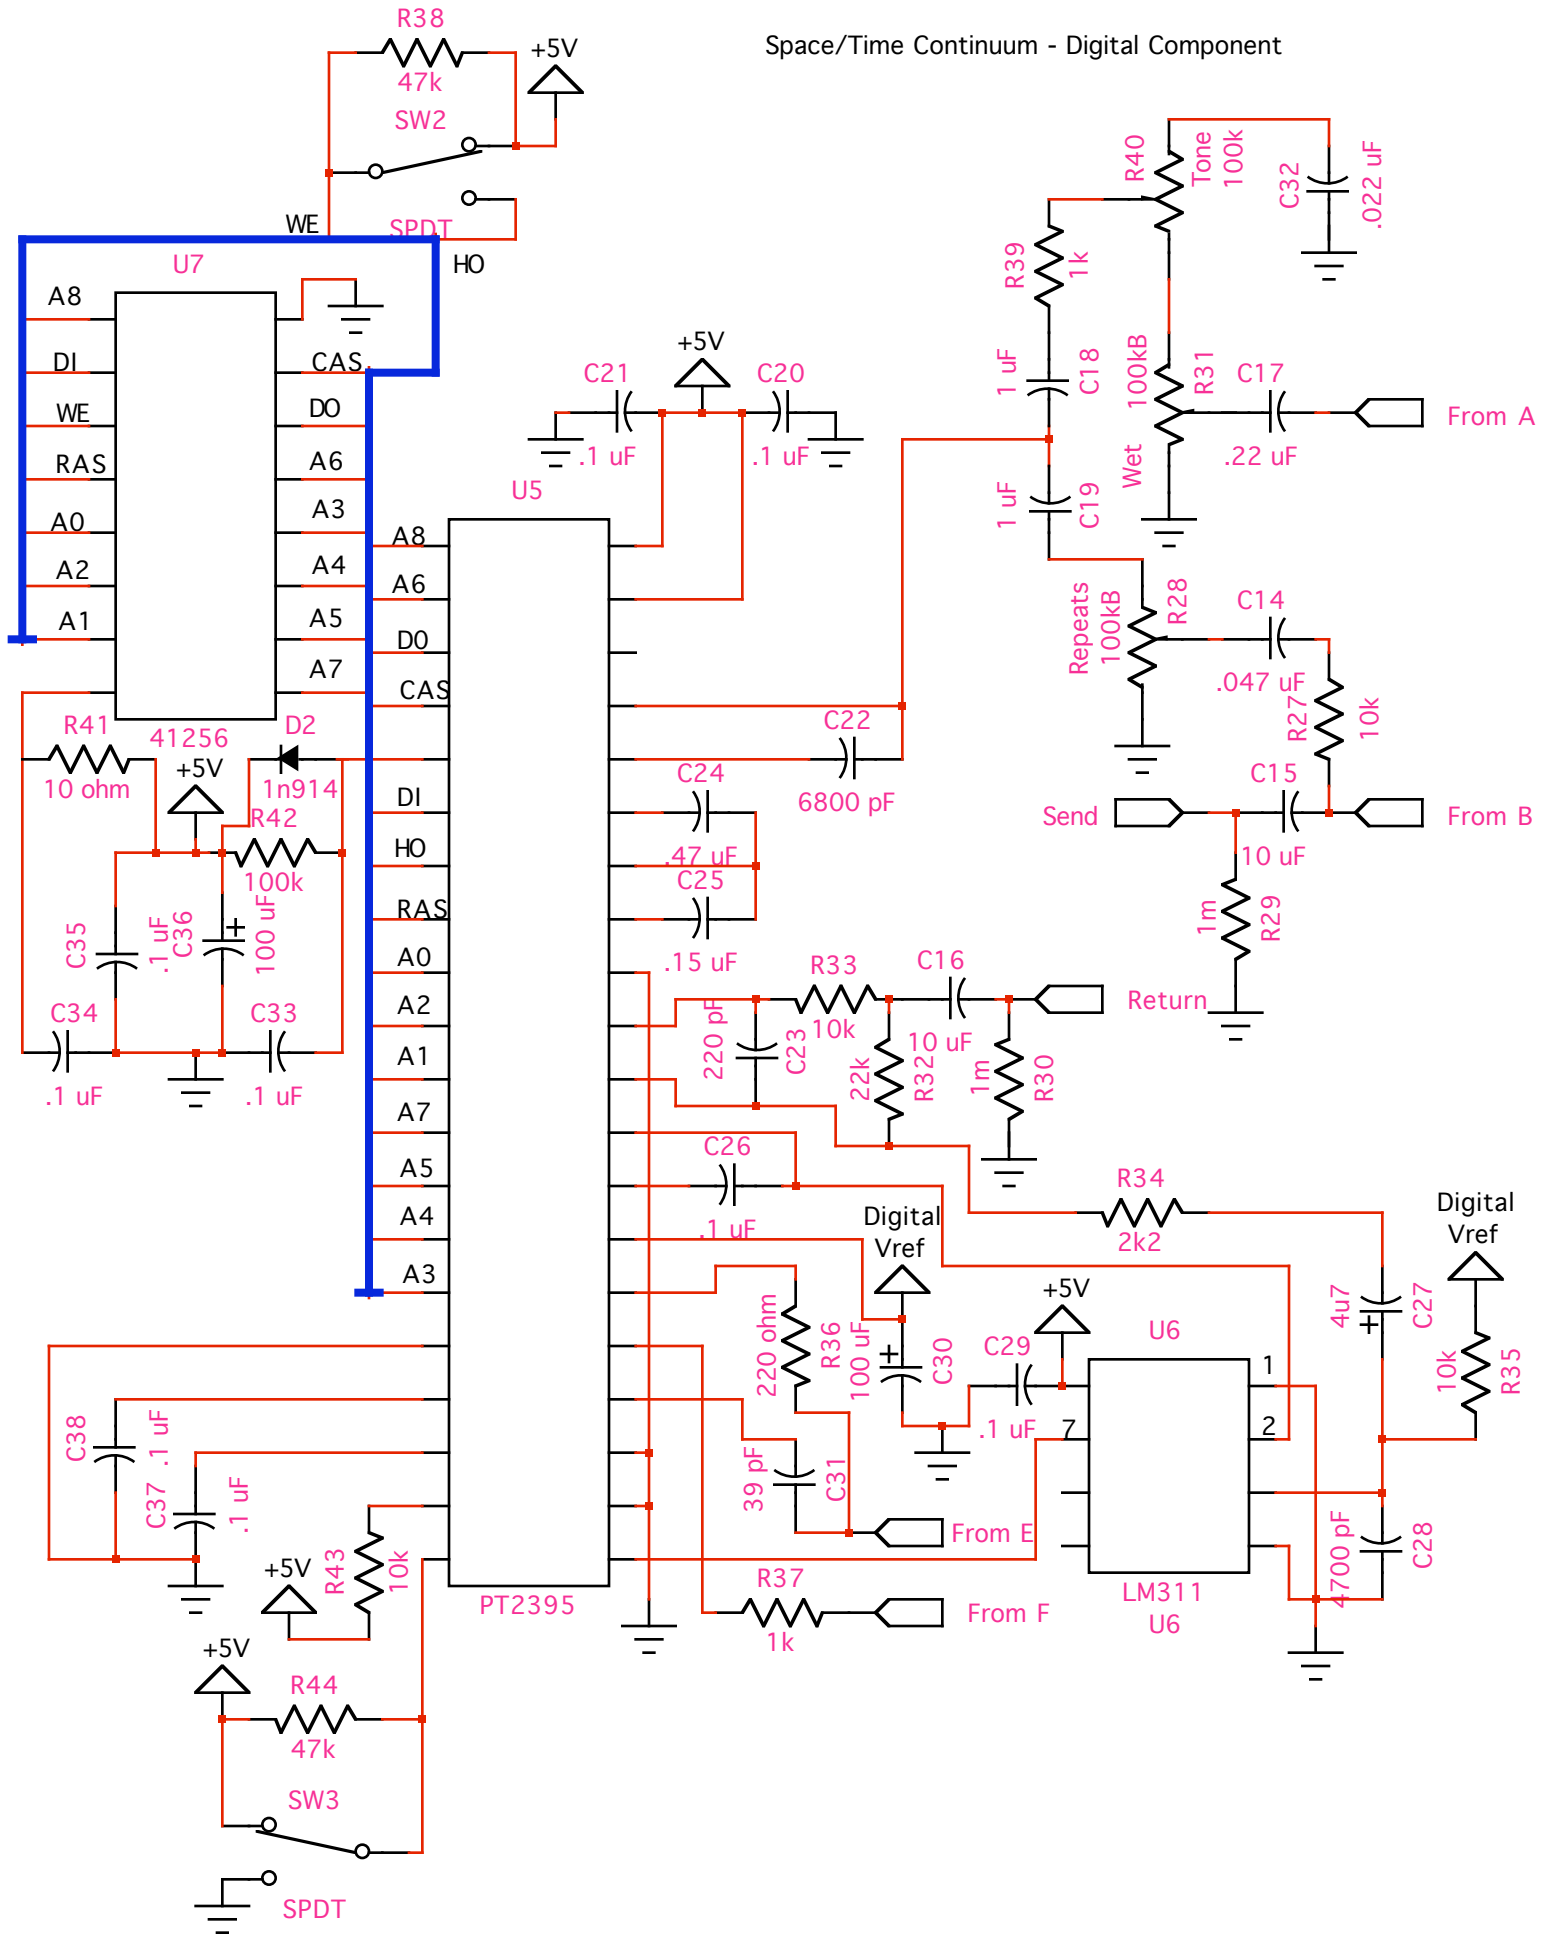 Space/Time Continuum - Digital Component
R38
47k
+5V
SW2
SPDT
WE
HO
U7
A8
DI
WE
RAS
A0
A2
A1
CAS
DO
A6
A3
A4
A5
A7
41256
R41
10 ohm
+5V
D2
1n914
R42
100k
C35
.1 uF
C36
100 uF
+
C34
.1 uF
C33
.1 uF
C21
.1 uF
+5V
C20
.1 uF
U5
A8
A6
D0
CAS
DI
HO
RAS
A0
A2
A1
A7
A5
A4
A3
PT2395
R40
Tone
100k
C32
.022 uF
R39
1k
1 uF
C18
100kB
R31
Wet
C17
.22 uF
From A
1 uF
C19
Repeats
100kB
R28
C14
.047 uF
R27
10k
C22
6800 pF
C24
.47 uF
C25
.15 uF
Send
C15
10 uF
From B
1m
R29
R33
10k
C16
10 uF
Return
220 pF
C23
22k
R32
1m
R30
C26
.1 uF
R34
2k2
Digital
Vref
Digital
Vref
220 ohm
R36
100 uF
+
C30
C29
.1 uF
+5V
U6
1
2
7
4u7
+
C27
10k
R35
39 pF
C31
From E
LM311
U6
4700 pF
C28
R37
1k
From F
C38
.1 uF
C37
.1 uF
R43
10k
+5V
+5V
R44
47k
SW3
SPDT